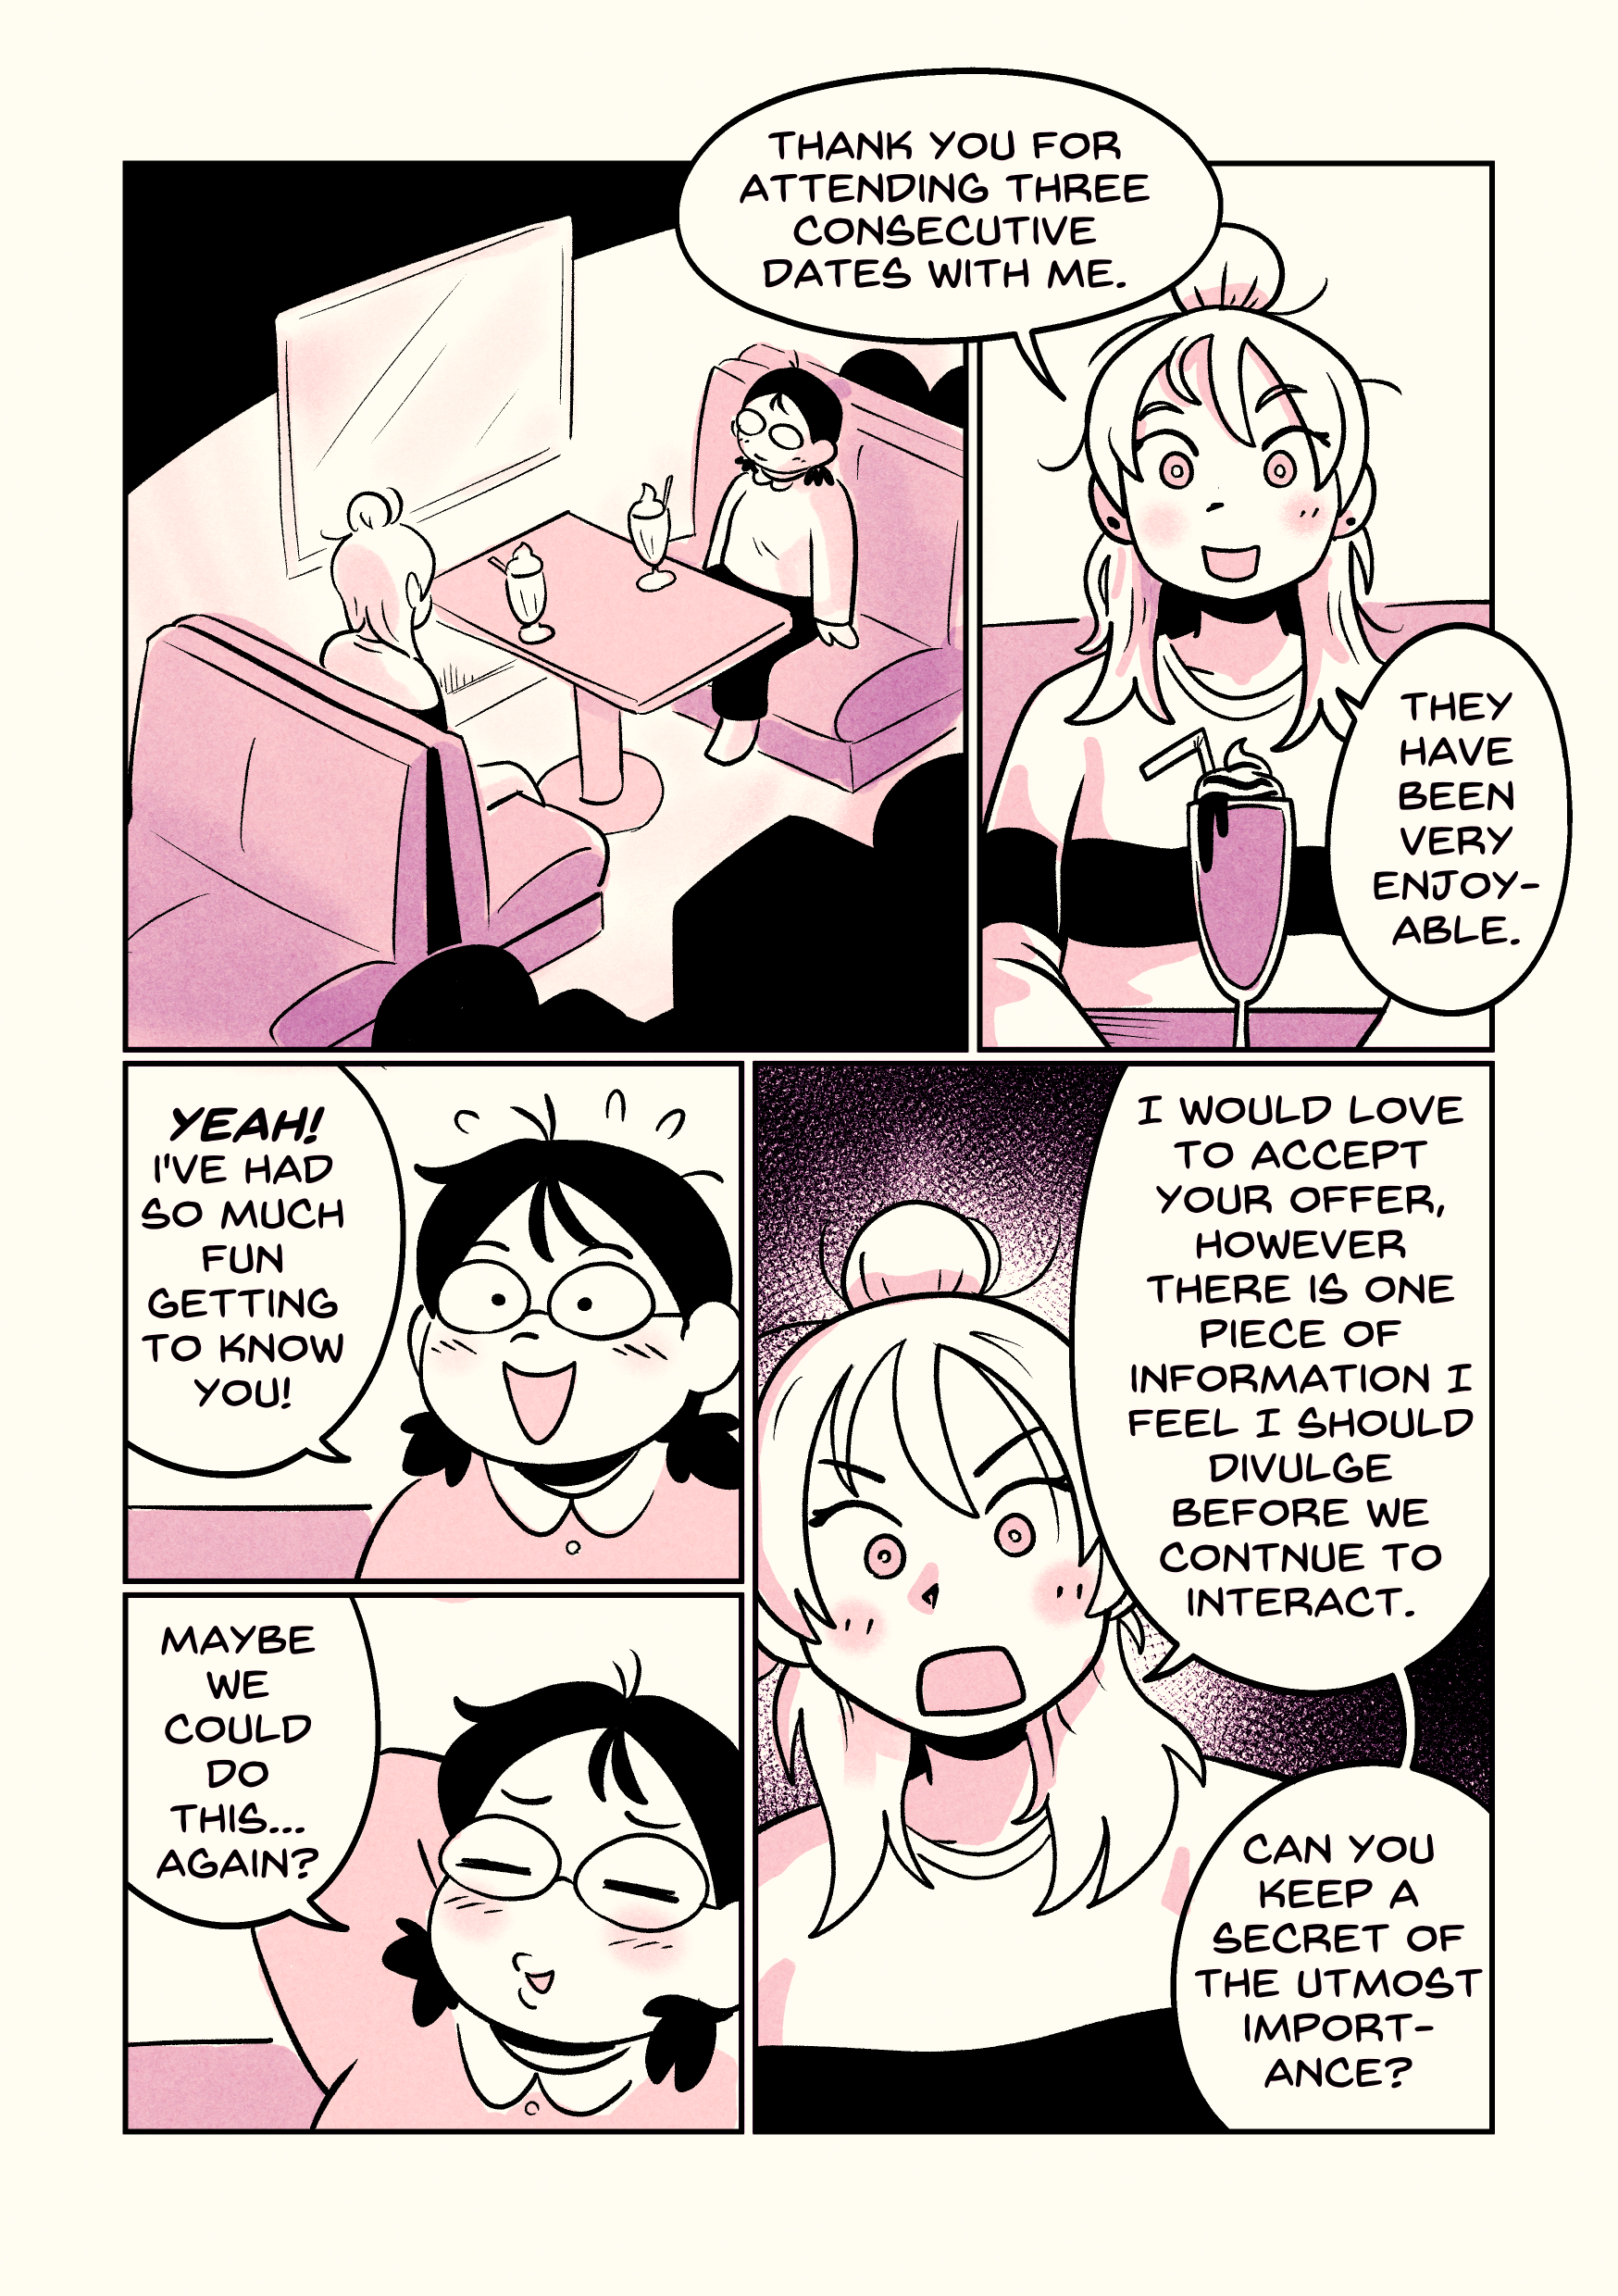 THANK YOU FOR
ATTENDING THREE
CONSECUTIVE
DATES WITH ME.
THEY
HAVE
BEEN
VERY
ENJOY-
ABLE.
YEAH!
I'VE HAD
SO MUCH
FUN
GETTING
TO KNOW
YOU!
MAYBE
WE
COULD
DO
THIS...
AGAIN?
I WOULD LOVE
TO ACCEPT
YOUR OFFER,
HOWEVER
THERE IS ONE
PIECE OF
INFORMATION I
FEEL I SHOULD
DIVULGE
BEFORE WE
CONTNUE TO
INTERACT.
CAN YOU
KEEP A
SECRET OF
THE UTMOST
IMPORT-
ANCE?